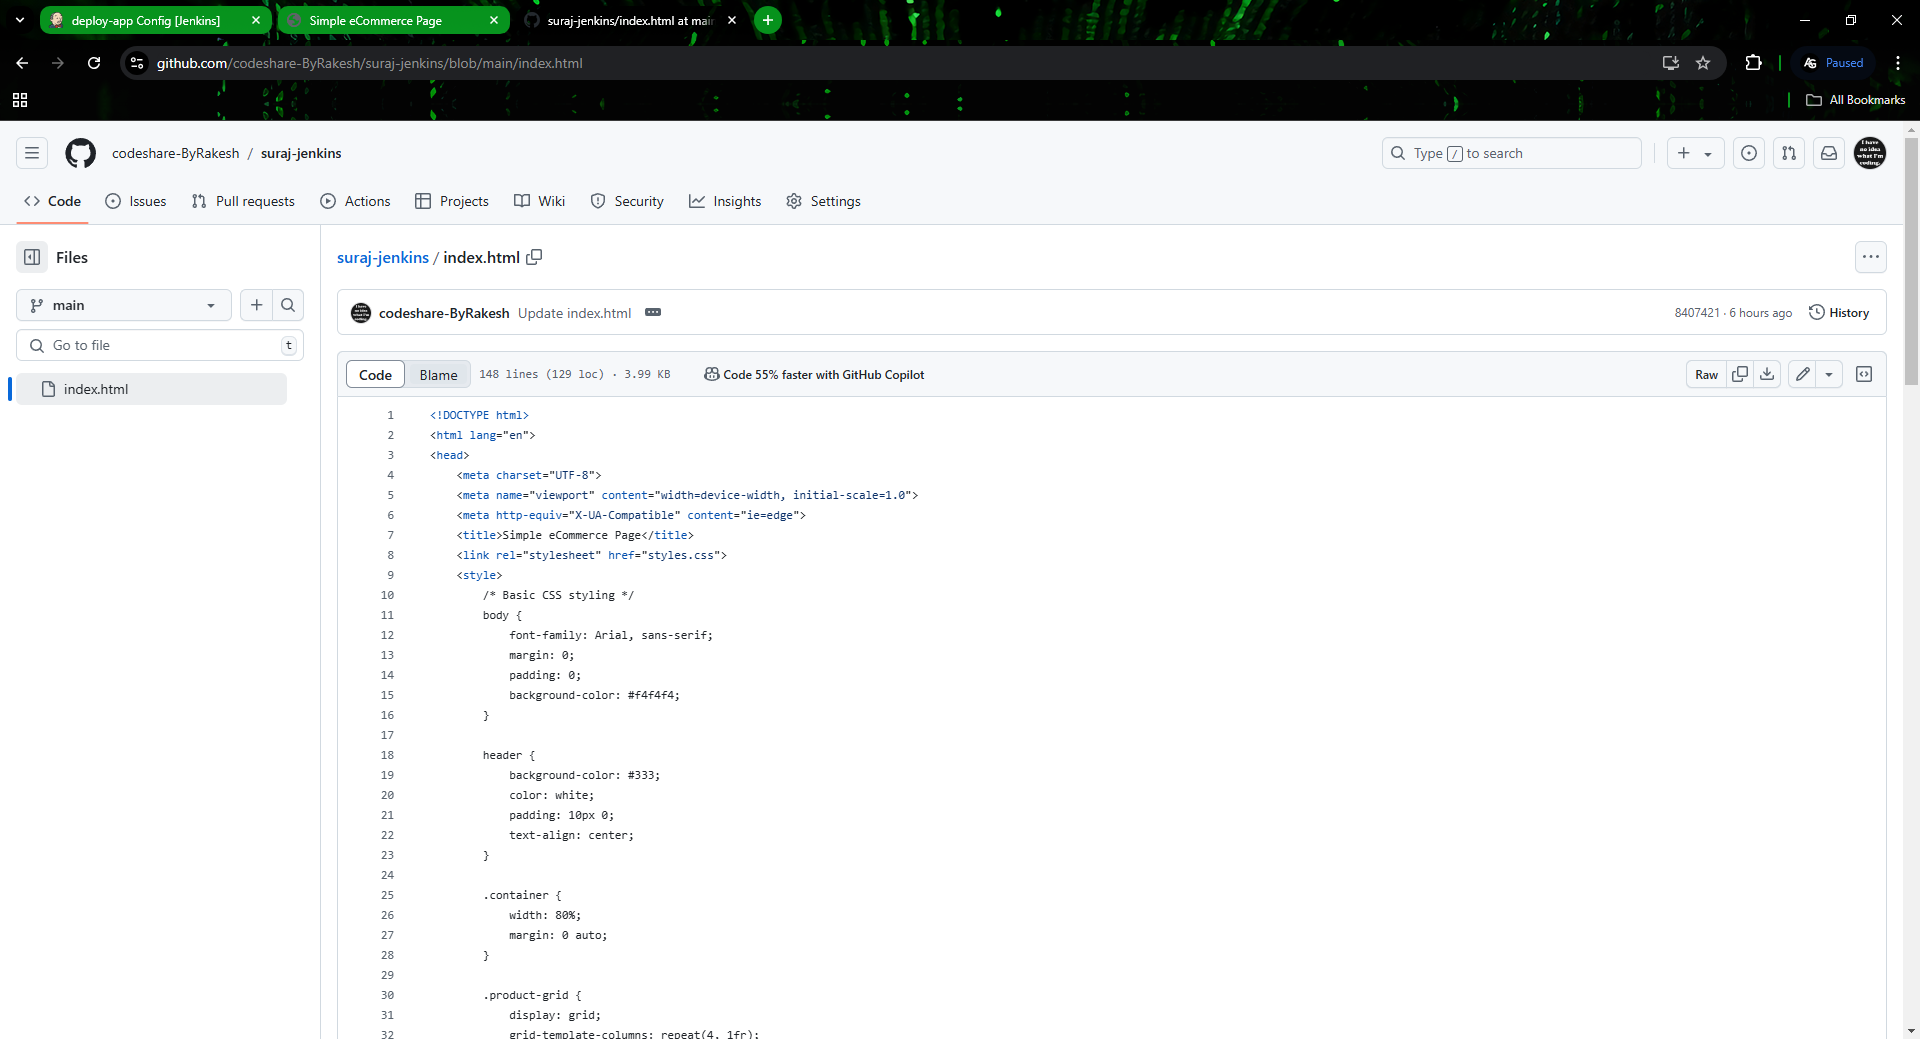 deploy-app Config [Jenkins]
Simple eCommerce Page
suraj-jenkins/index.html at mai
github.com/codeshare-ByRakesh/suraj-jenkins/blob/main/index.html
Paused
All Bookmarks
codeshare-ByRakesh / suraj-jenkins
Type / to search
I have no idea what I'm coding.
Code
Issues
Pull requests
Actions
Projects
Wiki
Security
Insights
Settings
Files
main
Go to file
t
index.html
suraj-jenkins / index.html
codeshare-ByRakesh Update index.html
8407421 · 6 hours ago
History
Code
Blame
148 lines (129 loc) · 3.99 KB
Code 55% faster with GitHub Copilot
Raw
1 <!DOCTYPE html>
2 <html lang="en">
3 <head>
4 <meta charset="UTF-8">
5 <meta name="viewport" content="width=device-width, initial-scale=1.0">
6 <meta http-equiv="X-UA-Compatible" content="ie=edge">
7 <title>Simple eCommerce Page</title>
8 <link rel="stylesheet" href="styles.css">
9 <style>
10 /* Basic CSS styling */
11 body {
12 font-family: Arial, sans-serif;
13 margin: 0;
14 padding: 0;
15 background-color: #f4f4f4;
16 }
17
18 header {
19 background-color: #333;
20 color: white;
21 padding: 10px 0;
22 text-align: center;
23 }
24
25 .container {
26 width: 80%;
27 margin: 0 auto;
28 }
29
30 .product-grid {
31 display: grid;
32 grid-template-columns: repeat(4, 1fr);